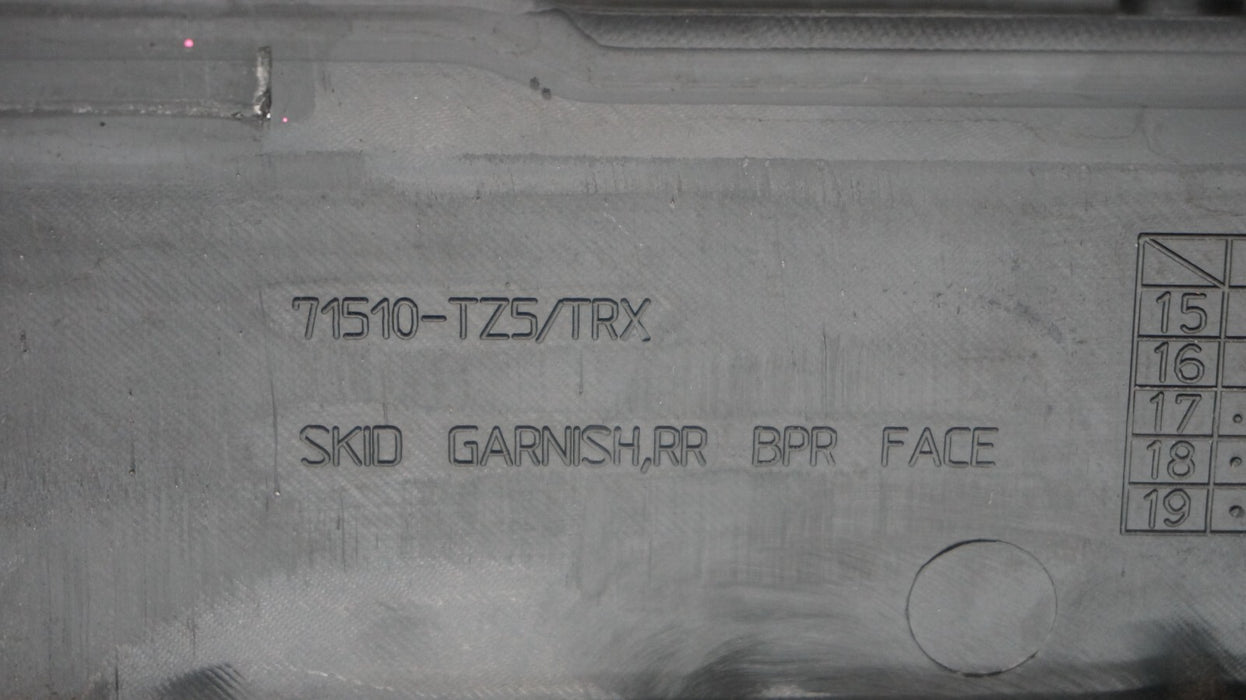 71510-TZ5/TRX
SKID GARNISH,RR BPR FACE
15
16
17
18
19